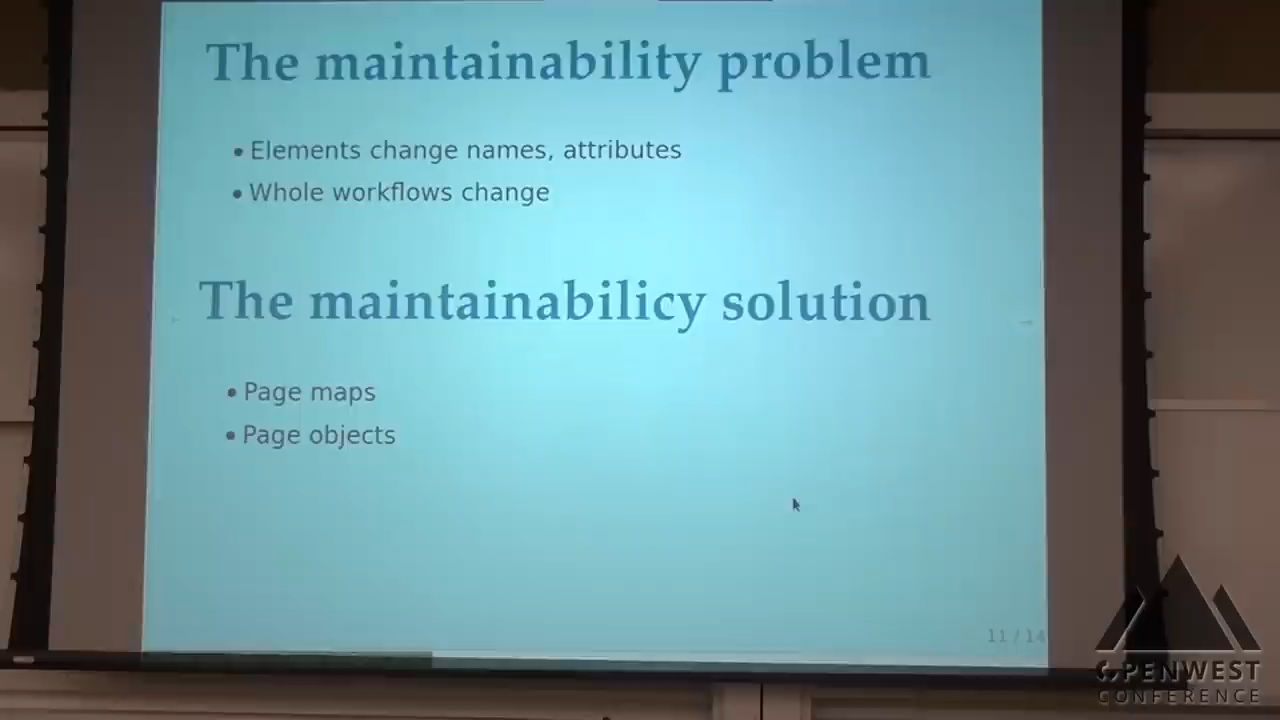 The maintainability problem
• Elements change names, attributes
• Whole workflows change
The maintainabilicy solution
• Page maps
• Page objects
11 / 14
OPENWEST
CONFERENCE